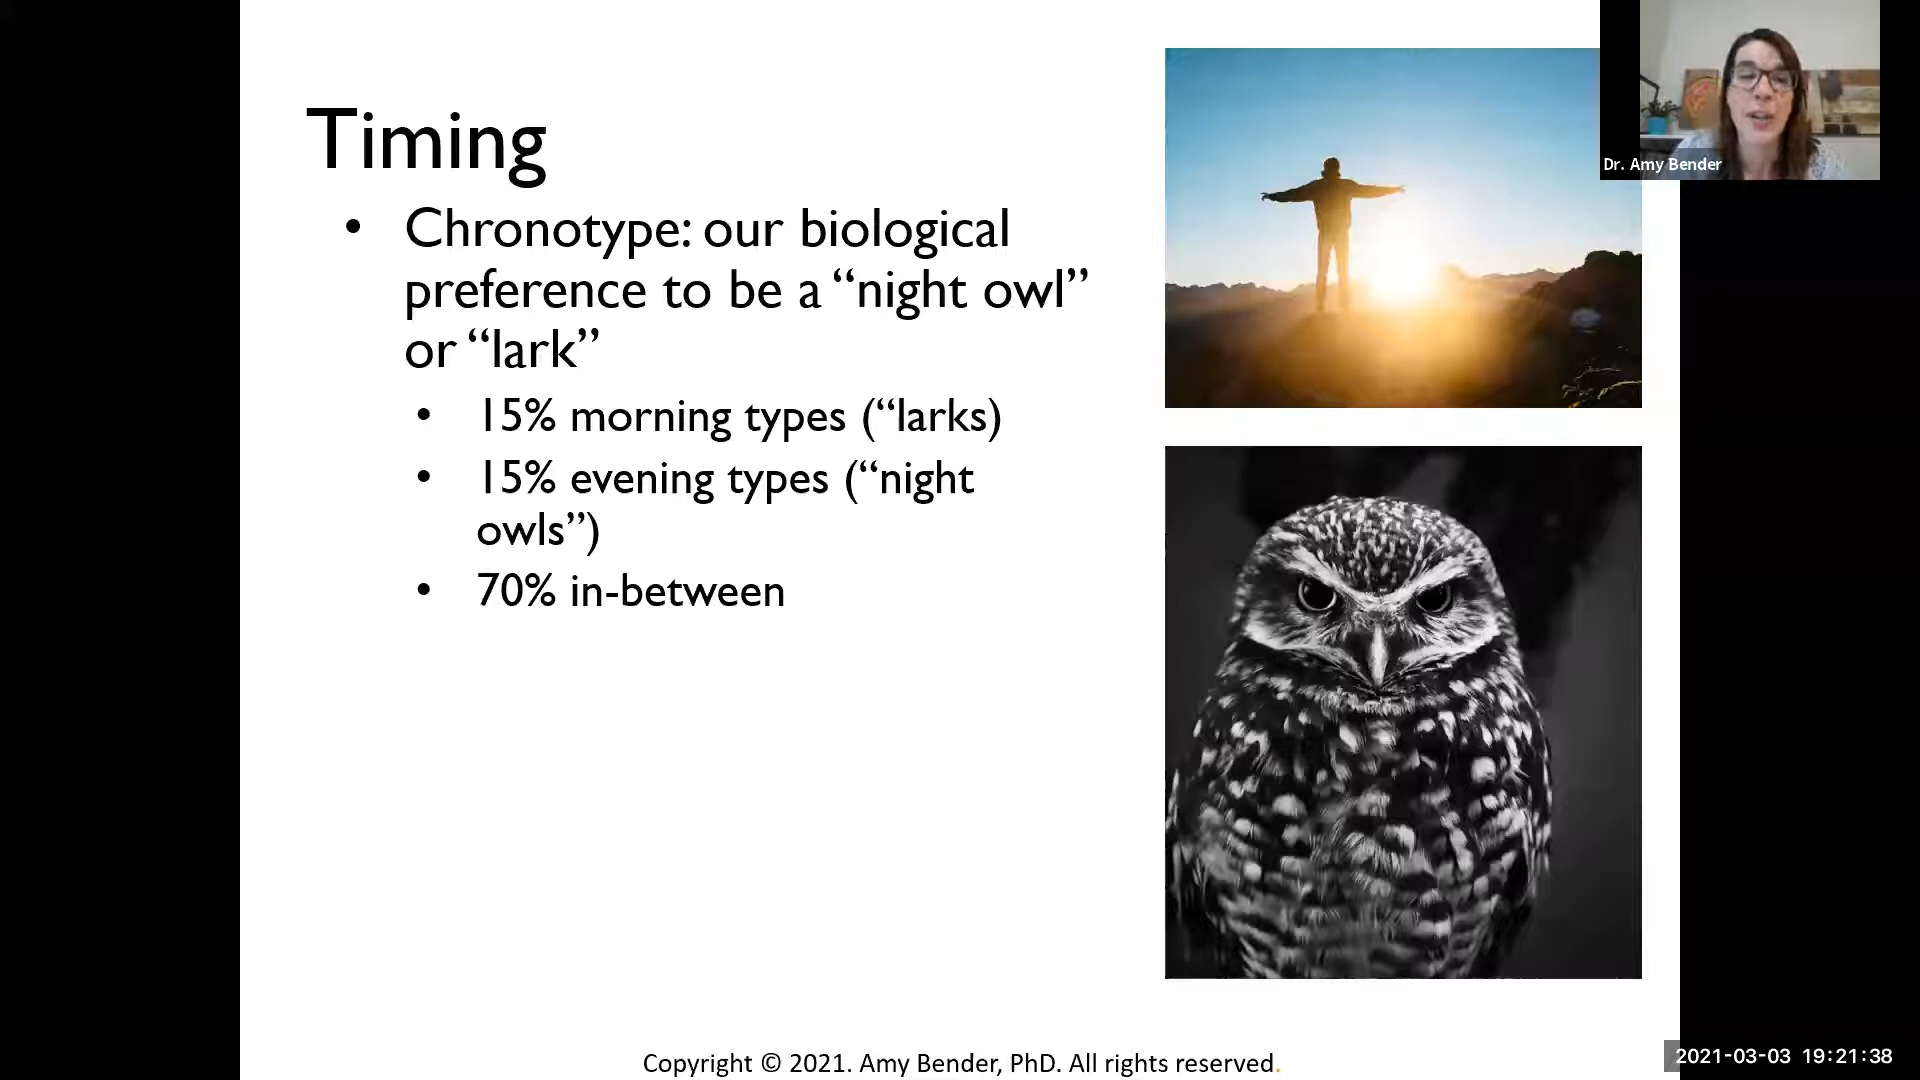 Timing
• Chronotype: our biological
preference to be a “night owl”
or “lark”
• 15% morning types (“larks)
• 15% evening types (“night
owls”)
• 70% in-between
Dr. Amy Bender
Copyright © 2021. Amy Bender, PhD. All rights reserved.
2021-03-03 19:21:38